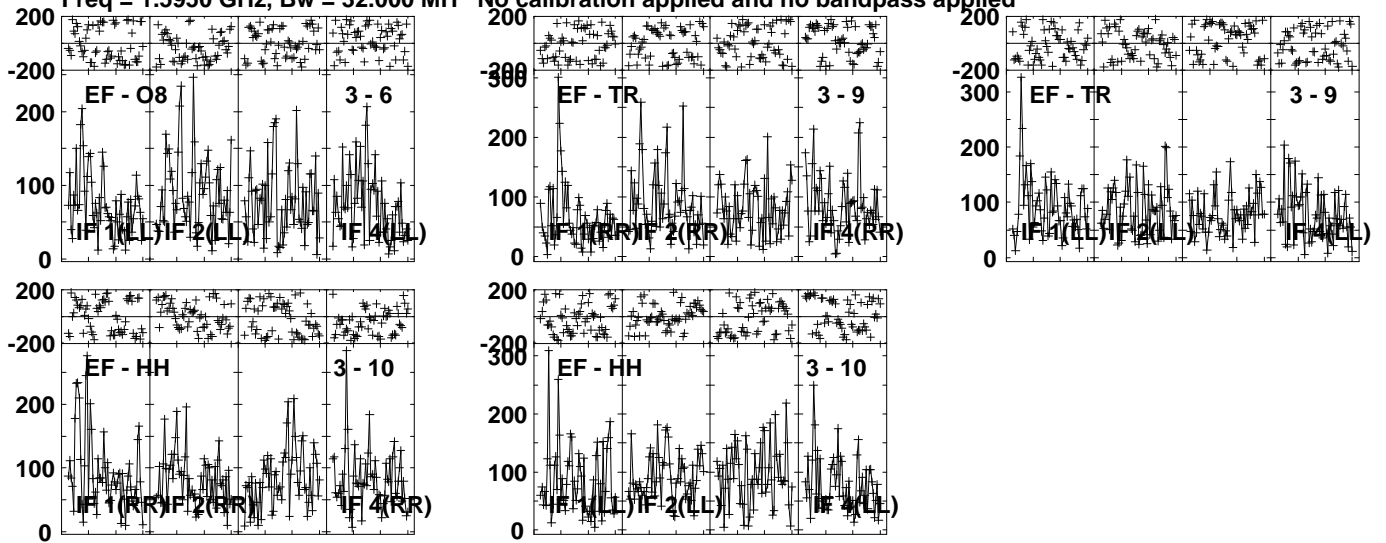 Freq = 1.5950 GHz, Bw = 32.000 MH No calibration applied and no bandpass applied
200
-200
EF - O8 3 - 6
200
100
0
IF 1(LL) IF 2(LL) IF 4(LL)
200
-200
300
EF - TR 3 - 9
200
100
0
IF 1(RR) IF 2(RR) IF 4(RR)
200
-200
300
EF - TR 3 - 9
200
100
0
IF 1(LL) IF 2(LL) IF 4(LL)
200
-200
EF - HH 3 - 10
200
100
0
IF 1(RR) IF 2(RR) IF 4(RR)
-200
300
EF - HH 3 - 10
200
100
0
IF 1(LL) IF 2(LL) IF 4(LL)